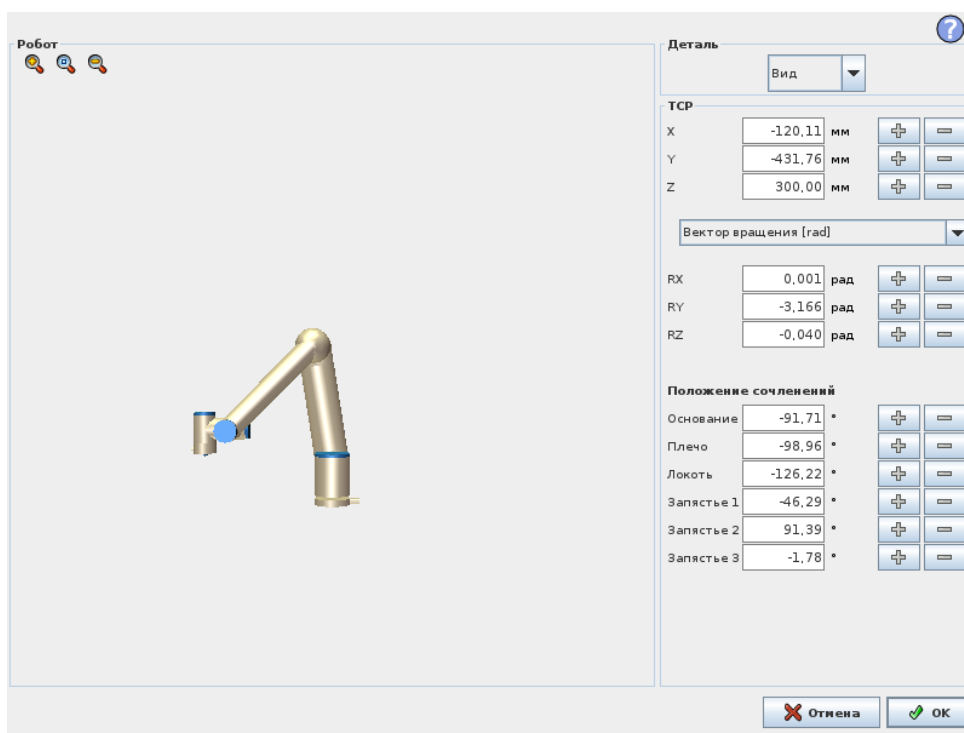 ?
Робот
Деталь
Вид
TCP
X -120,11 мм
Y -431,76 мм
Z 300,00 мм
Вектор вращения [rad]
RX 0,001 рад
RY -3,166 рад
RZ -0,040 рад
Положение сочленений
Основание -91,71 °
Плечо -98,96 °
Локоть -126,22 °
Запястье 1 -46,29 °
Запястье 2 91,39 °
Запястье 3 -1,78 °
Отмена OK